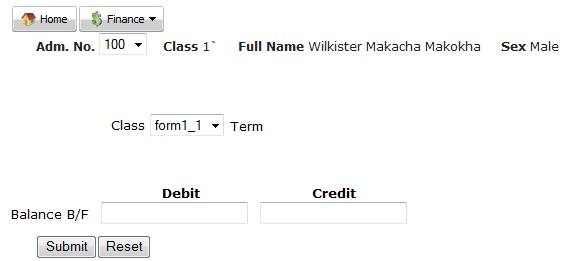 Home Finance
Adm. No. 100 Class 1` Full Name Wilkister Makacha Makokha Sex Male
Class form1_1 Term
Debit Credit
Balance B/F
Submit Reset